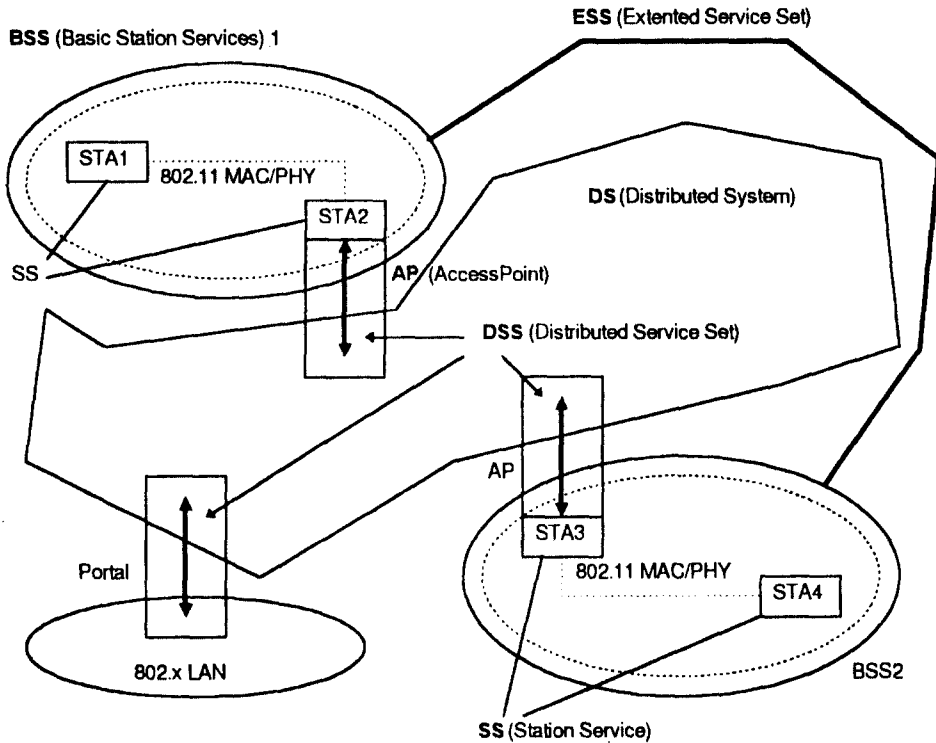 ESS (Extented Service Set)
BSS (Basic Station Services) 1
STA1
802.11 MAC/PHY
DS (Distributed System)
STA2
SS
AP (AccessPoint)
DSS (Distributed Service Set)
AP
STA3
Portal
802.11 MAC/PHY
STA4
802.x LAN
BSS2
SS (Station Service)